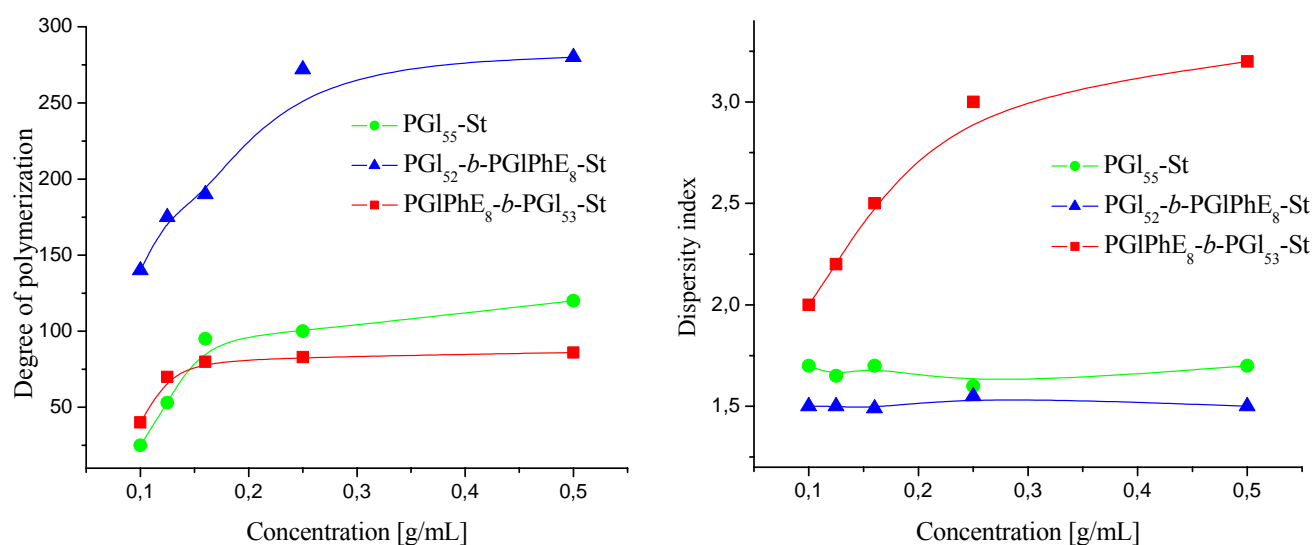 Degree of polymerization
300
250
200
150
100
50
0,1 0,2 0,3 0,4 0,5
Concentration [g/mL]
PGl55-St
PGl52-b-PGlPhE8-St
PGlPhE8-b-PGl53-St
Dispersity index
3,0
2,5
2,0
1,5
0,1 0,2 0,3 0,4 0,5
Concentration [g/mL]
PGl55-St
PGl52-b-PGlPhE8-St
PGlPhE8-b-PGl53-St